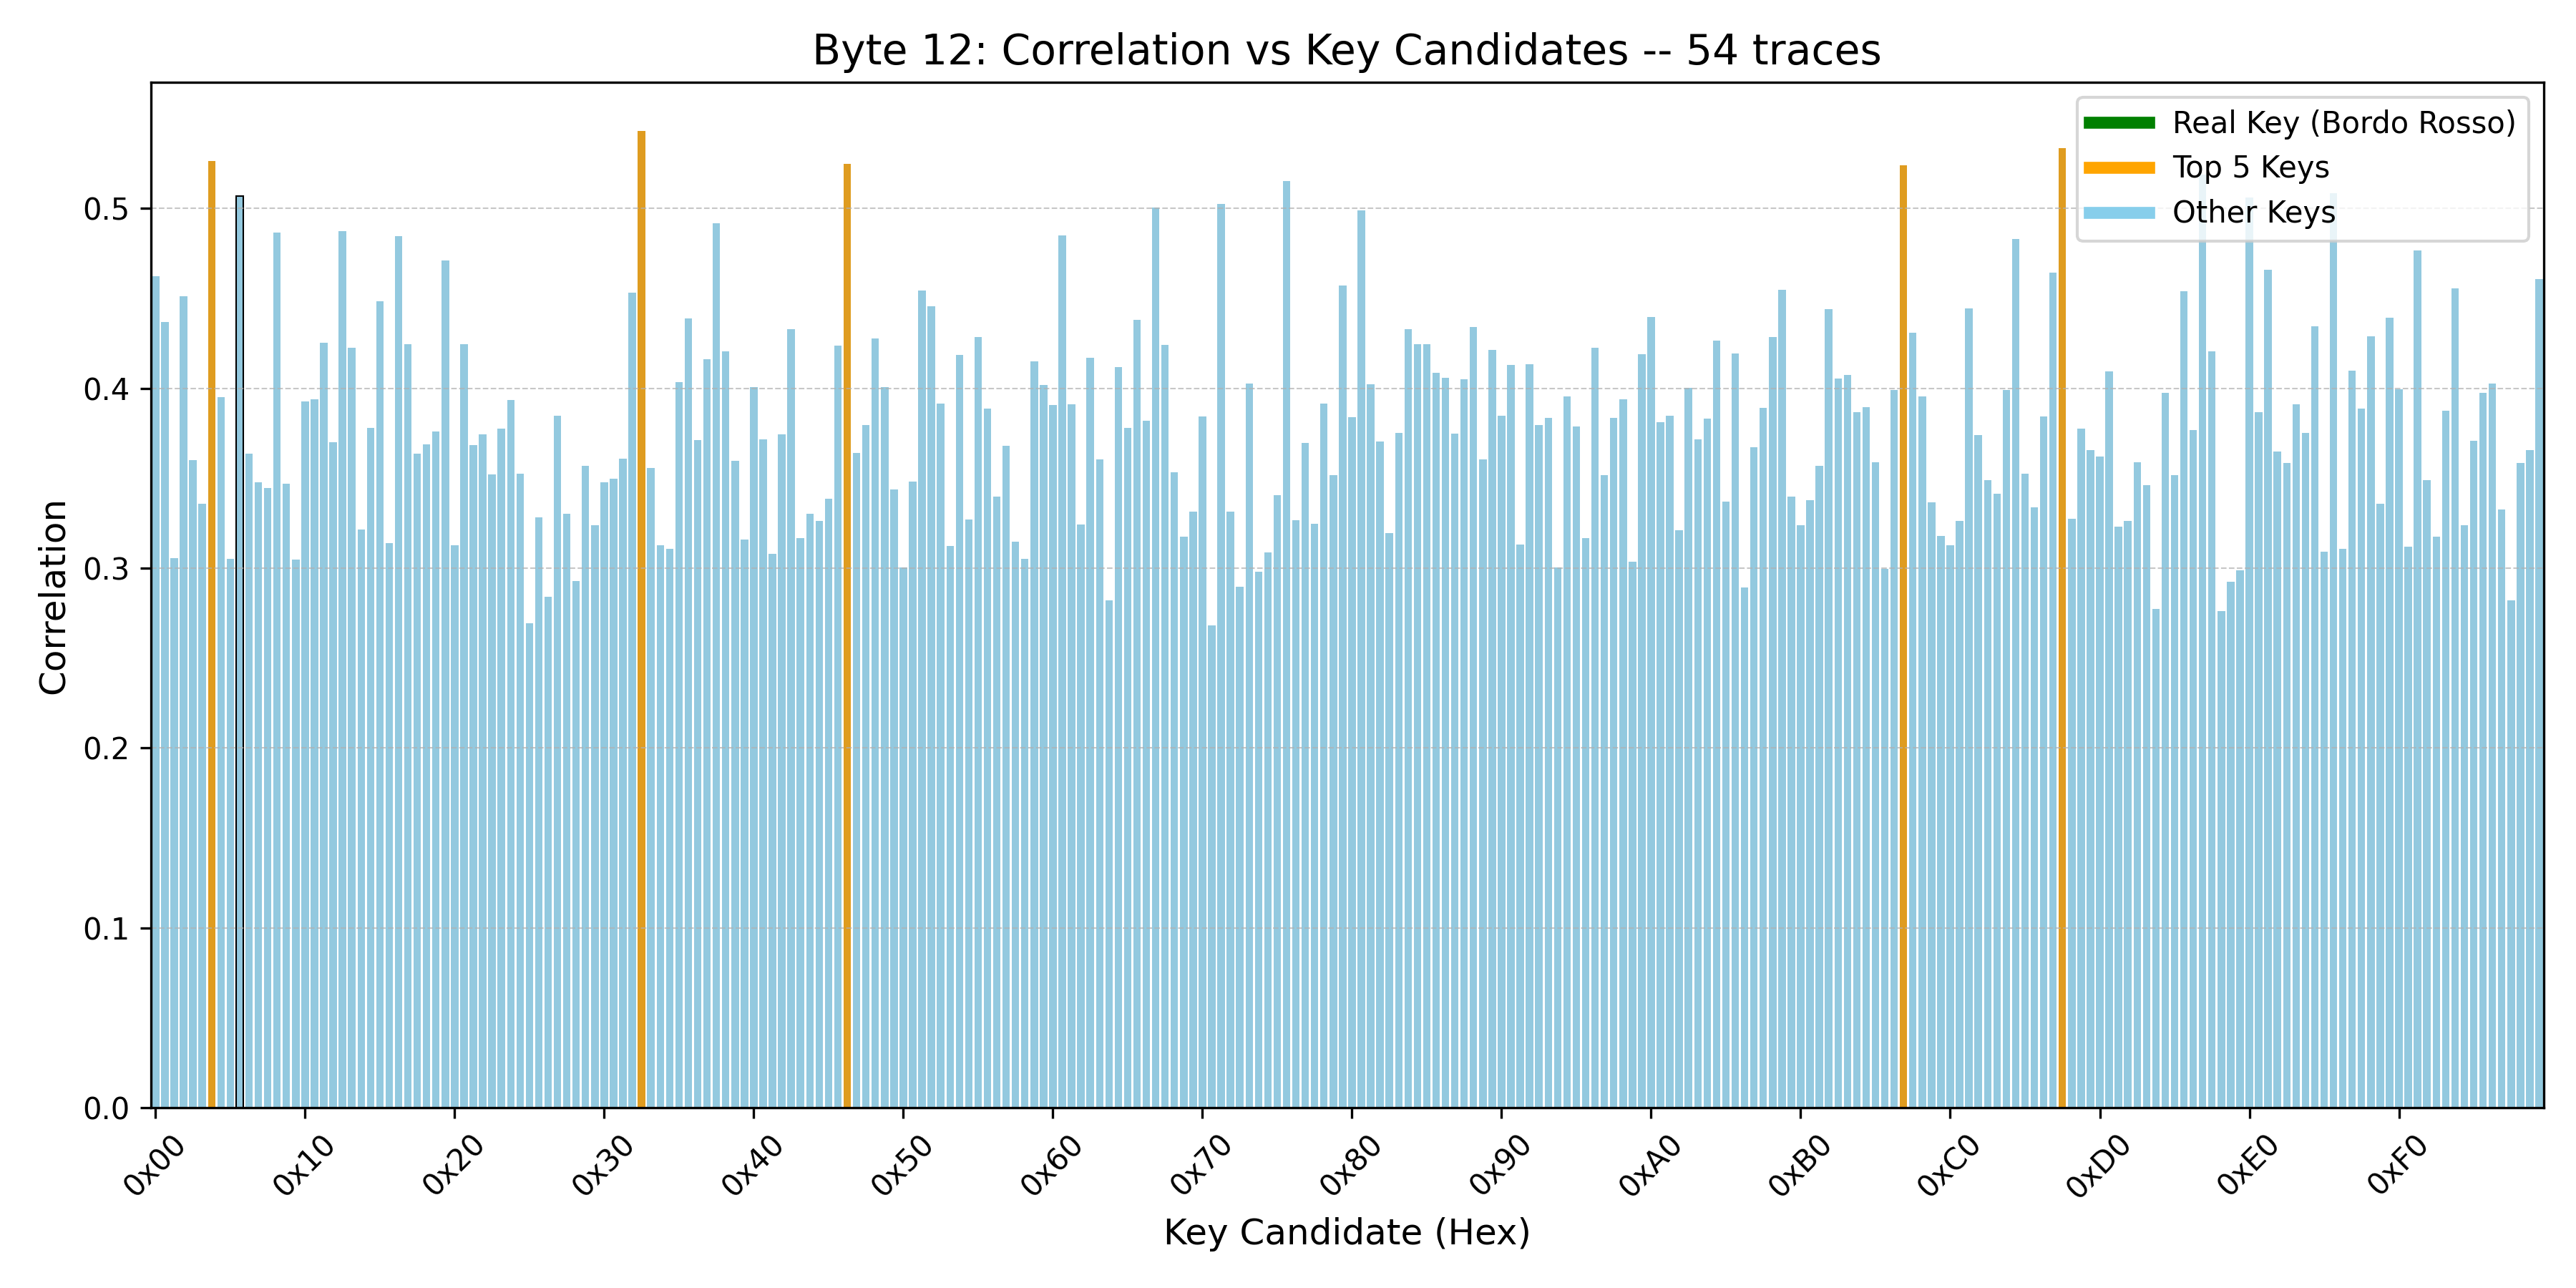 Byte 12: Correlation vs Key Candidates -- 54 traces
Real Key (Bordo Rosso)
Top 5 Keys
Other Keys
Correlation
0.5
0.4
0.3
0.2
0.1
0.0
0x00 0x10 0x20 0x30 0x40 0x50 0x60 0x70 0x80 0x90 0xA0 0xB0 0xC0 0xD0 0xE0 0xF0
Key Candidate (Hex)